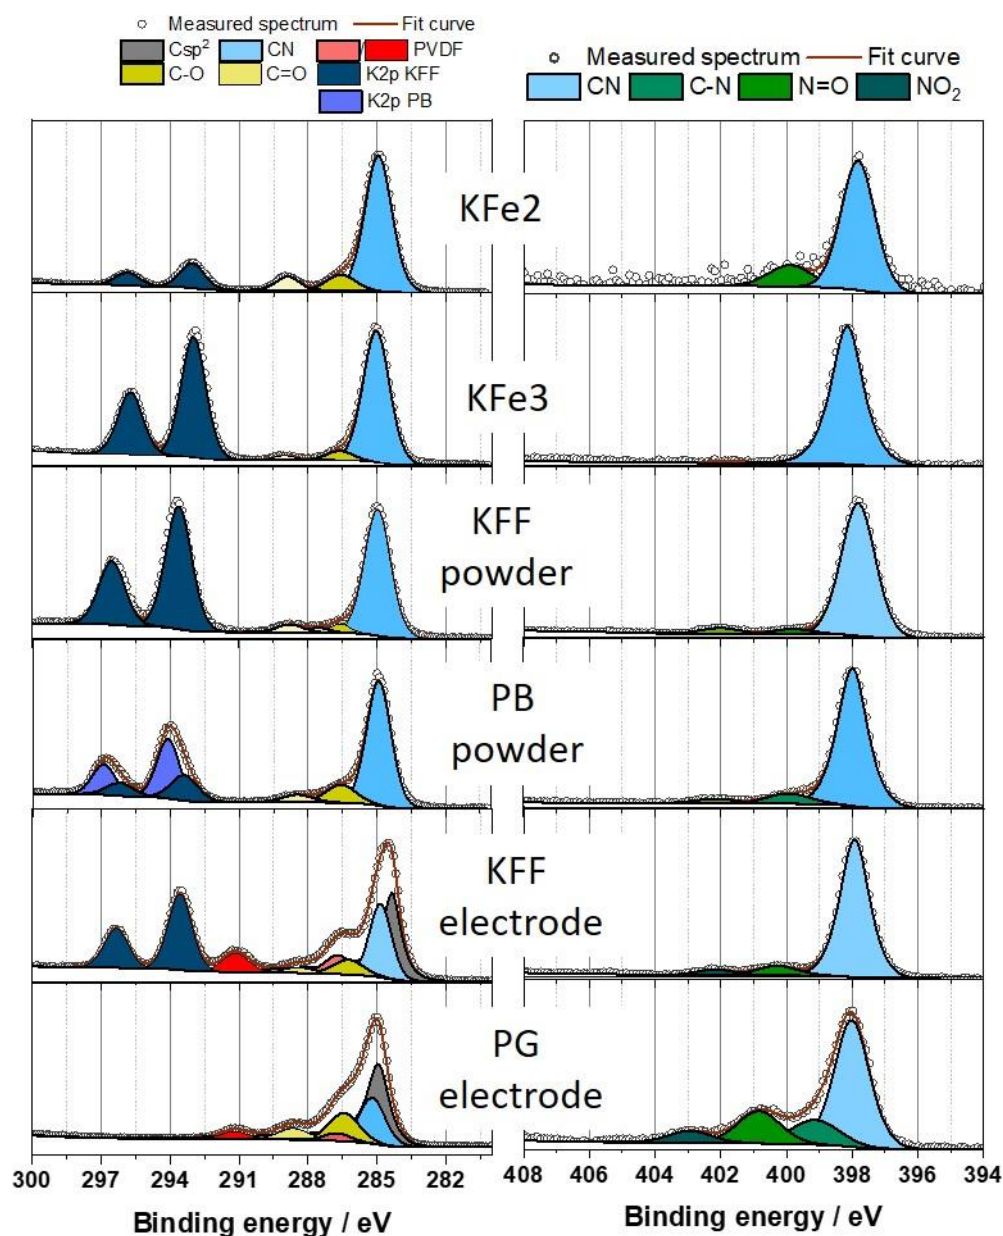 Measured spectrum Fit curve
Csp² CN / PVDF
C-O C=O K2p KFF
K2p PB
Measured spectrum Fit curve
CN C-N N=O NO₂
KFe2
KFe3
KFF
powder
PB
powder
KFF
electrode
PG
electrode
300 297 294 291 288 285 282
408 406 404 402 400 398 396 394
Binding energy / eV
Binding energy / eV